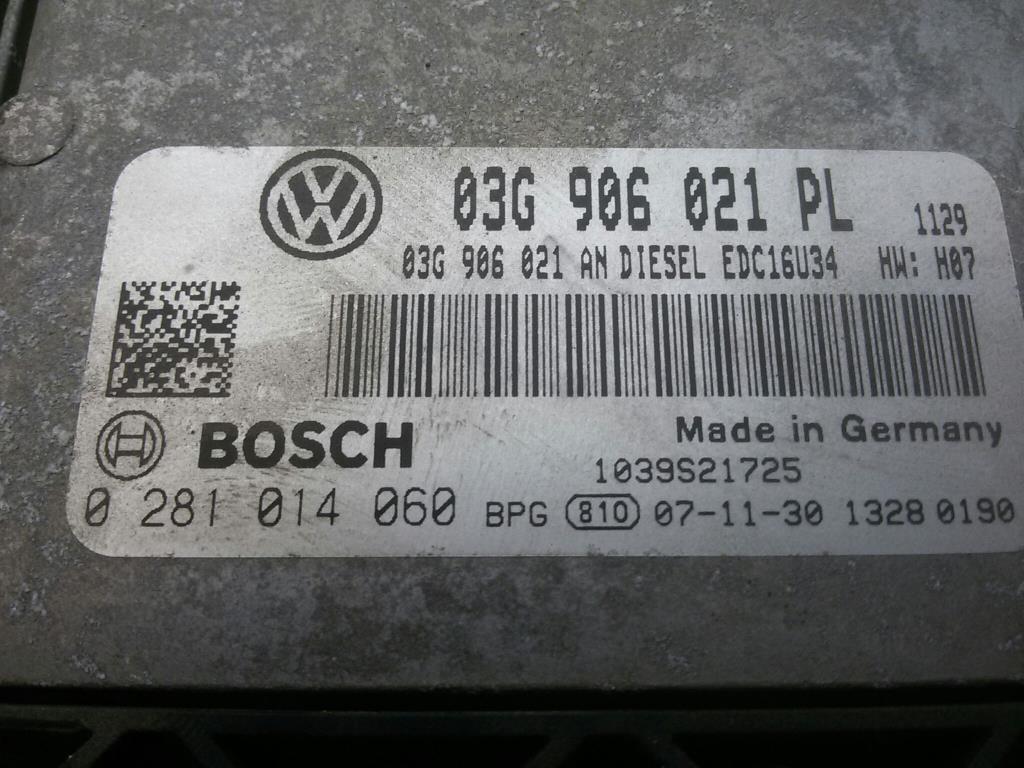 03G 906 021 PL 1129
03G 906 021 AN DIESEL EDC16U34 HW: H07
Made in Germany
BOSCH
1039S21725
0 281 014 060 BPG 810 07-11-30 1328 0190